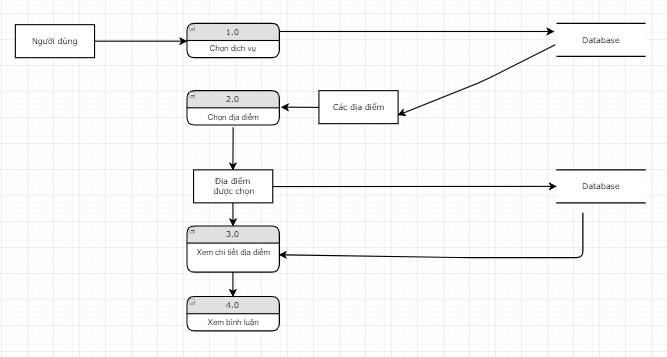 Người dùng
1.0
Chọn dịch vụ
Database
2.0
Chọn địa điểm
Các địa điểm
Địa điểm
được chọn
Database
3.0
Xem chi tiết địa điểm
4.0
Xem bình luận